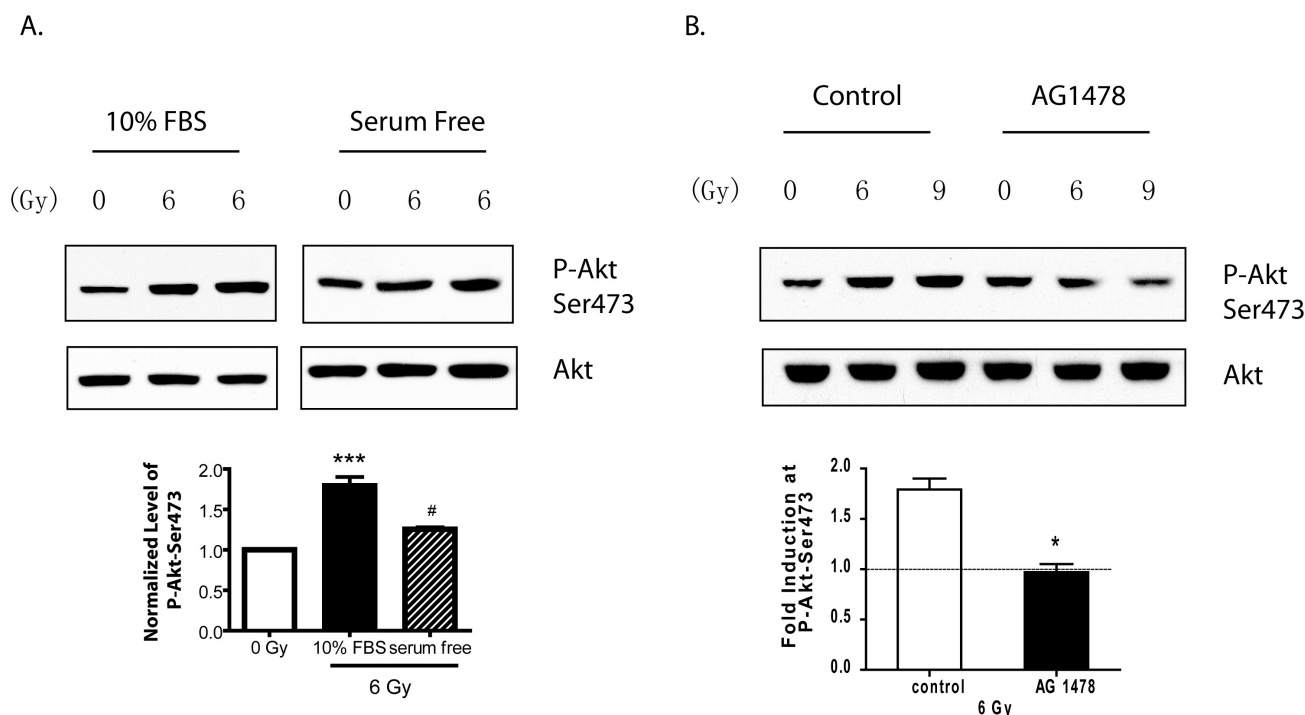 A.
10% FBS
Serum Free
(Gy) 0 6 6 0 6 6
P-Akt
Ser473
Akt
Normalized Level of
P-Akt-Ser473
2.0
1.5
1.0
0.5
0.0
***
#
0 Gy 10% FBS serum free
6 Gy
B.
Control
AG1478
(Gy) 0 6 9 0 6 9
P-Akt
Ser473
Akt
Fold Induction at
P-Akt-Ser473
2.0
1.5
1.0
0.5
0.0
*
control AG 1478
6 Gy